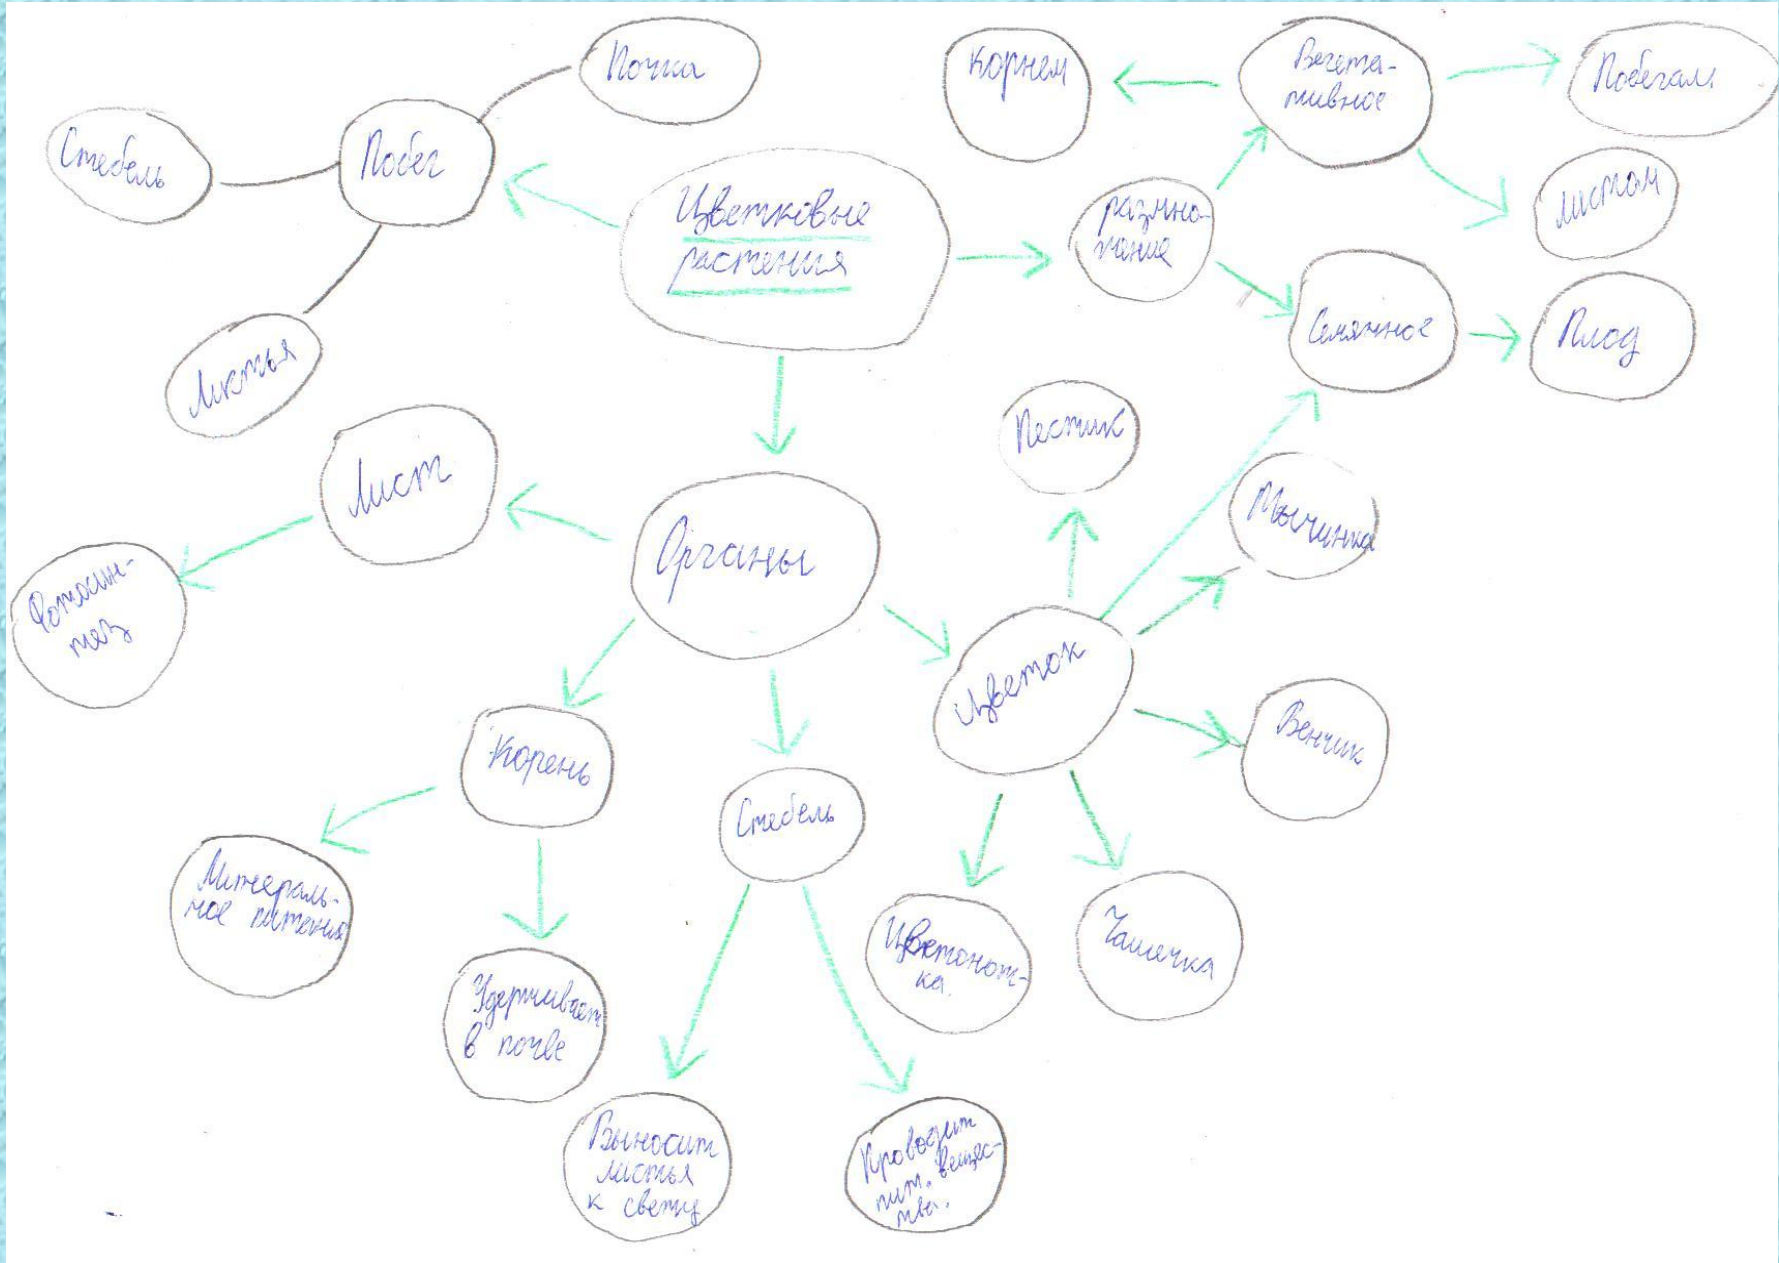 Почка
Стебель
Побег
Листья
Цветковые
растения
Корнем
Вегета-
тивное
Побегам
Листом
размно-
жение
Семянное
Плод
Лист
Фотосин-
тез
Органы
Пестик
Тычинка
Цветок
Венчик
Корень
Стебель
Минераль-
ное питание
Удерживает
в почве
Цветонож-
ка.
Чашечка
Выносит
листья
к свету
Проводит
пит. вещес-
тва.